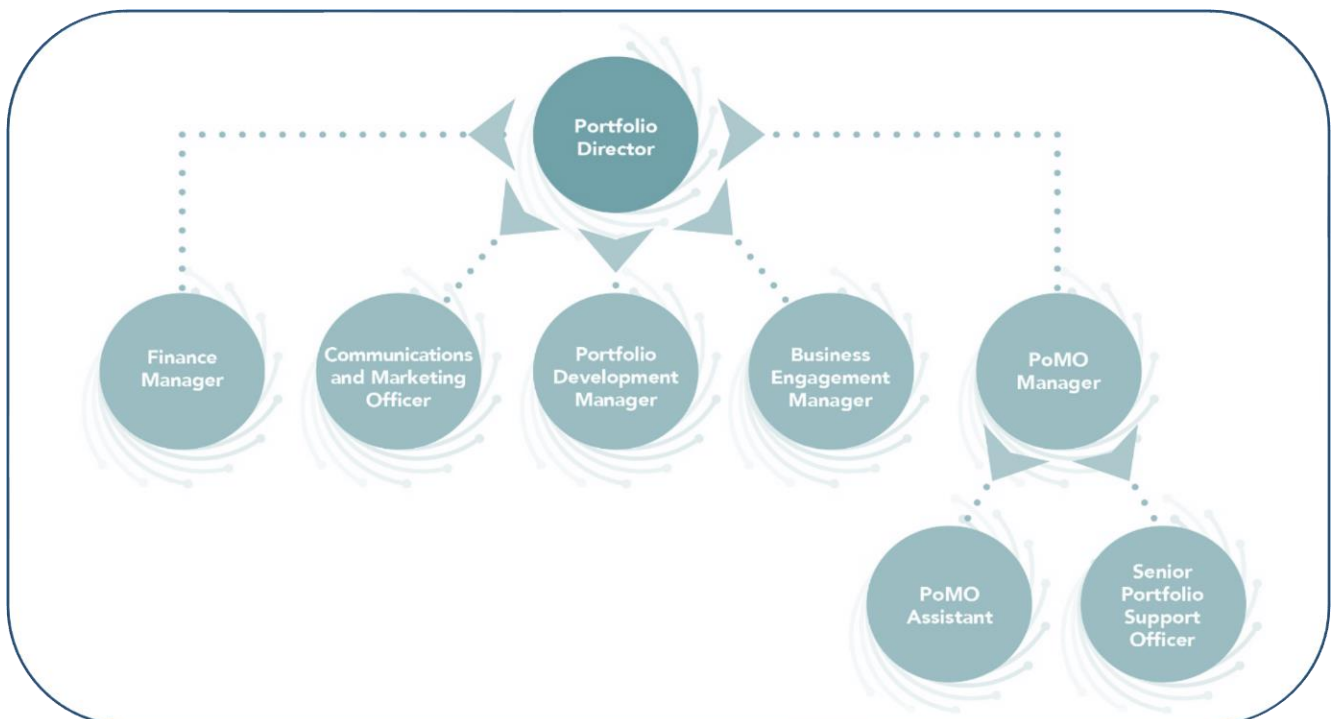 Portfolio
Director
Finance
Manager
Communications
and Marketing
Officer
Portfolio
Development
Manager
Business
Engagement
Manager
PoMO
Manager
PoMO
Assistant
Senior
Portfolio
Support
Officer